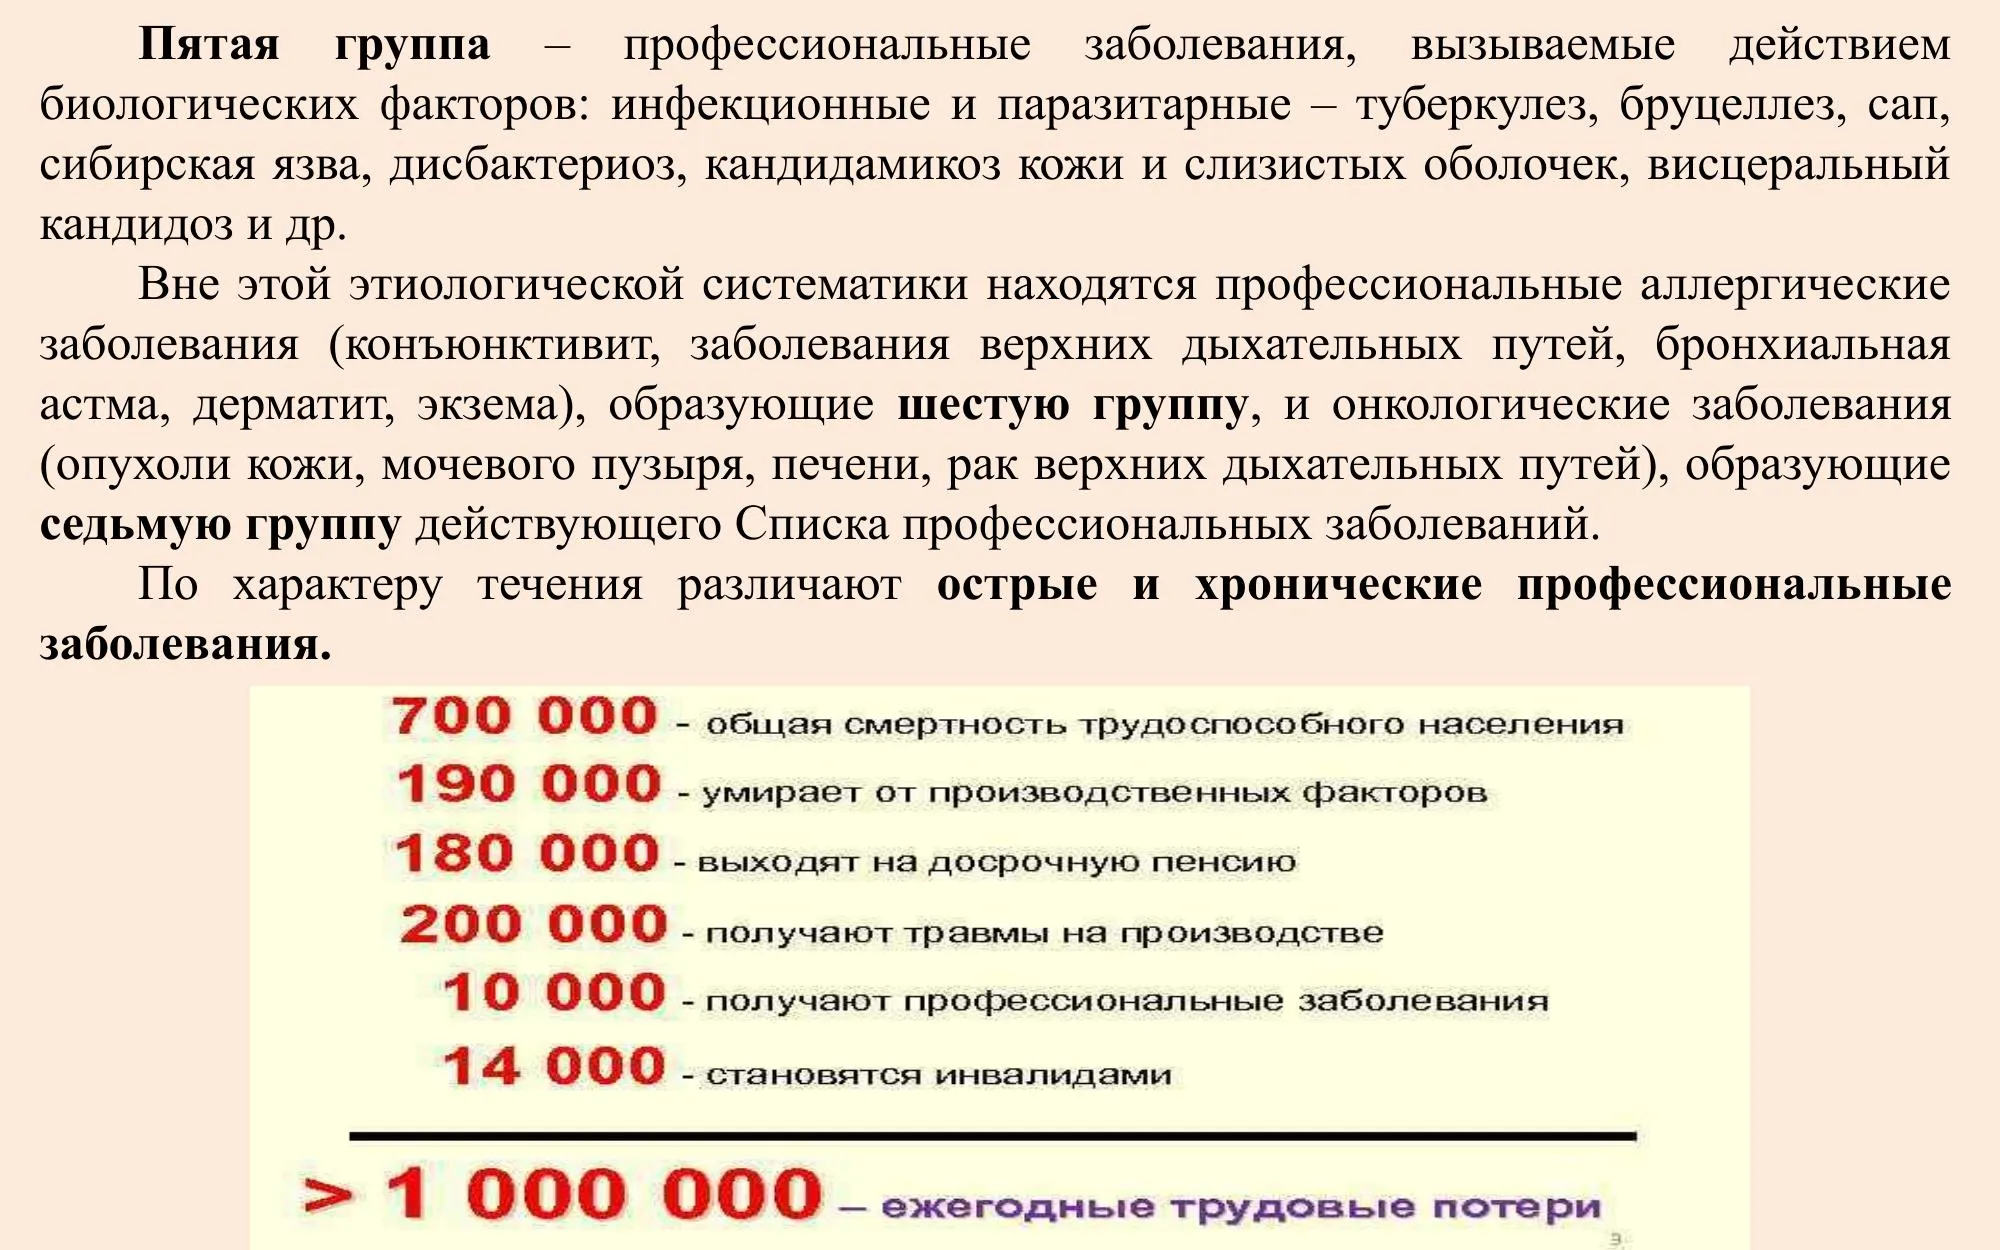 Пятая группа – профессиональные заболевания, вызываемые действием
биологических факторов: инфекционные и паразитарные – туберкулез, бруцеллез, сап,
сибирская язва, дисбактериоз, кандидамикоз кожи и слизистых оболочек, висцеральный
кандидоз и др.
Вне этой этиологической систематики находятся профессиональные аллергические
заболевания (конъюнктивит, заболевания верхних дыхательных путей, бронхиальная
астма, дерматит, экзема), образующие шестую группу, и онкологические заболевания
(опухоли кожи, мочевого пузыря, печени, рак верхних дыхательных путей), образующие
седьмую группу действующего Списка профессиональных заболеваний.
По характеру течения различают острые и хронические профессиональные
заболевания.
700 000 - общая смертность трудоспособного населения
190 000 - умирает от производственных факторов
180 000 - выходят на досрочную пенсию
200 000 - получают травмы на производстве
10 000 - получают профессиональные заболевания
14 000 - становятся инвалидами
> 1 000 000 – ежегодные трудовые потери
3